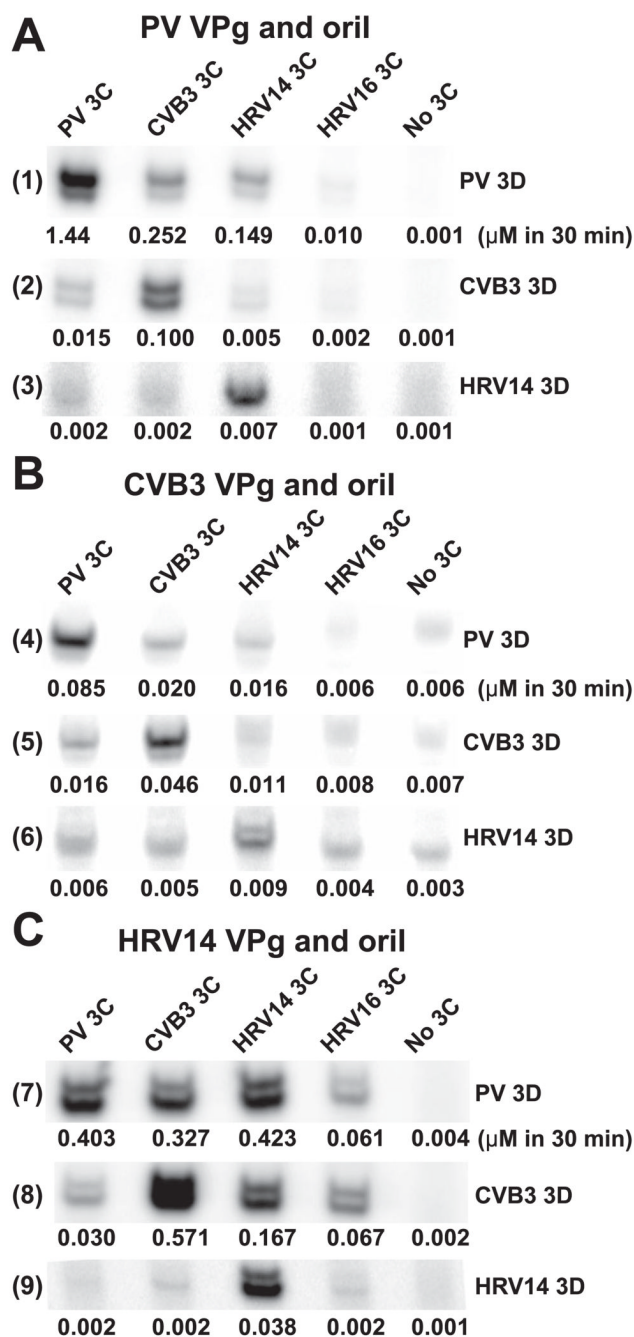 A PV VPg and oriI
PV 3C CVB3 3C HRV14 3C HRV16 3C No 3C
(1) PV 3D
1.44 0.252 0.149 0.010 0.001 (µM in 30 min)
(2) CVB3 3D
0.015 0.100 0.005 0.002 0.001
(3) HRV14 3D
0.002 0.002 0.007 0.001 0.001
B CVB3 VPg and oriI
PV 3C CVB3 3C HRV14 3C HRV16 3C No 3C
(4) PV 3D
0.085 0.020 0.016 0.006 0.006 (µM in 30 min)
(5) CVB3 3D
0.016 0.046 0.011 0.008 0.007
(6) HRV14 3D
0.006 0.005 0.009 0.004 0.003
C HRV14 VPg and oriI
PV 3C CVB3 3C HRV14 3C HRV16 3C No 3C
(7) PV 3D
0.403 0.327 0.423 0.061 0.004 (µM in 30 min)
(8) CVB3 3D
0.030 0.571 0.167 0.067 0.002
(9) HRV14 3D
0.002 0.002 0.038 0.002 0.001